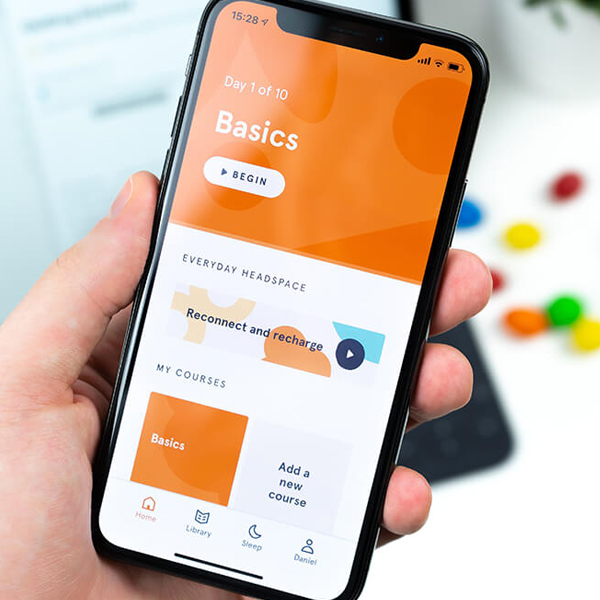 15:28
Day 1 of 10
Basics
BEGIN
EVERYDAY HEADSPACE
Reconnect and recharge
MY COURSES
Basics
Add a
new
course
Home
Library
Sleep
Daniel